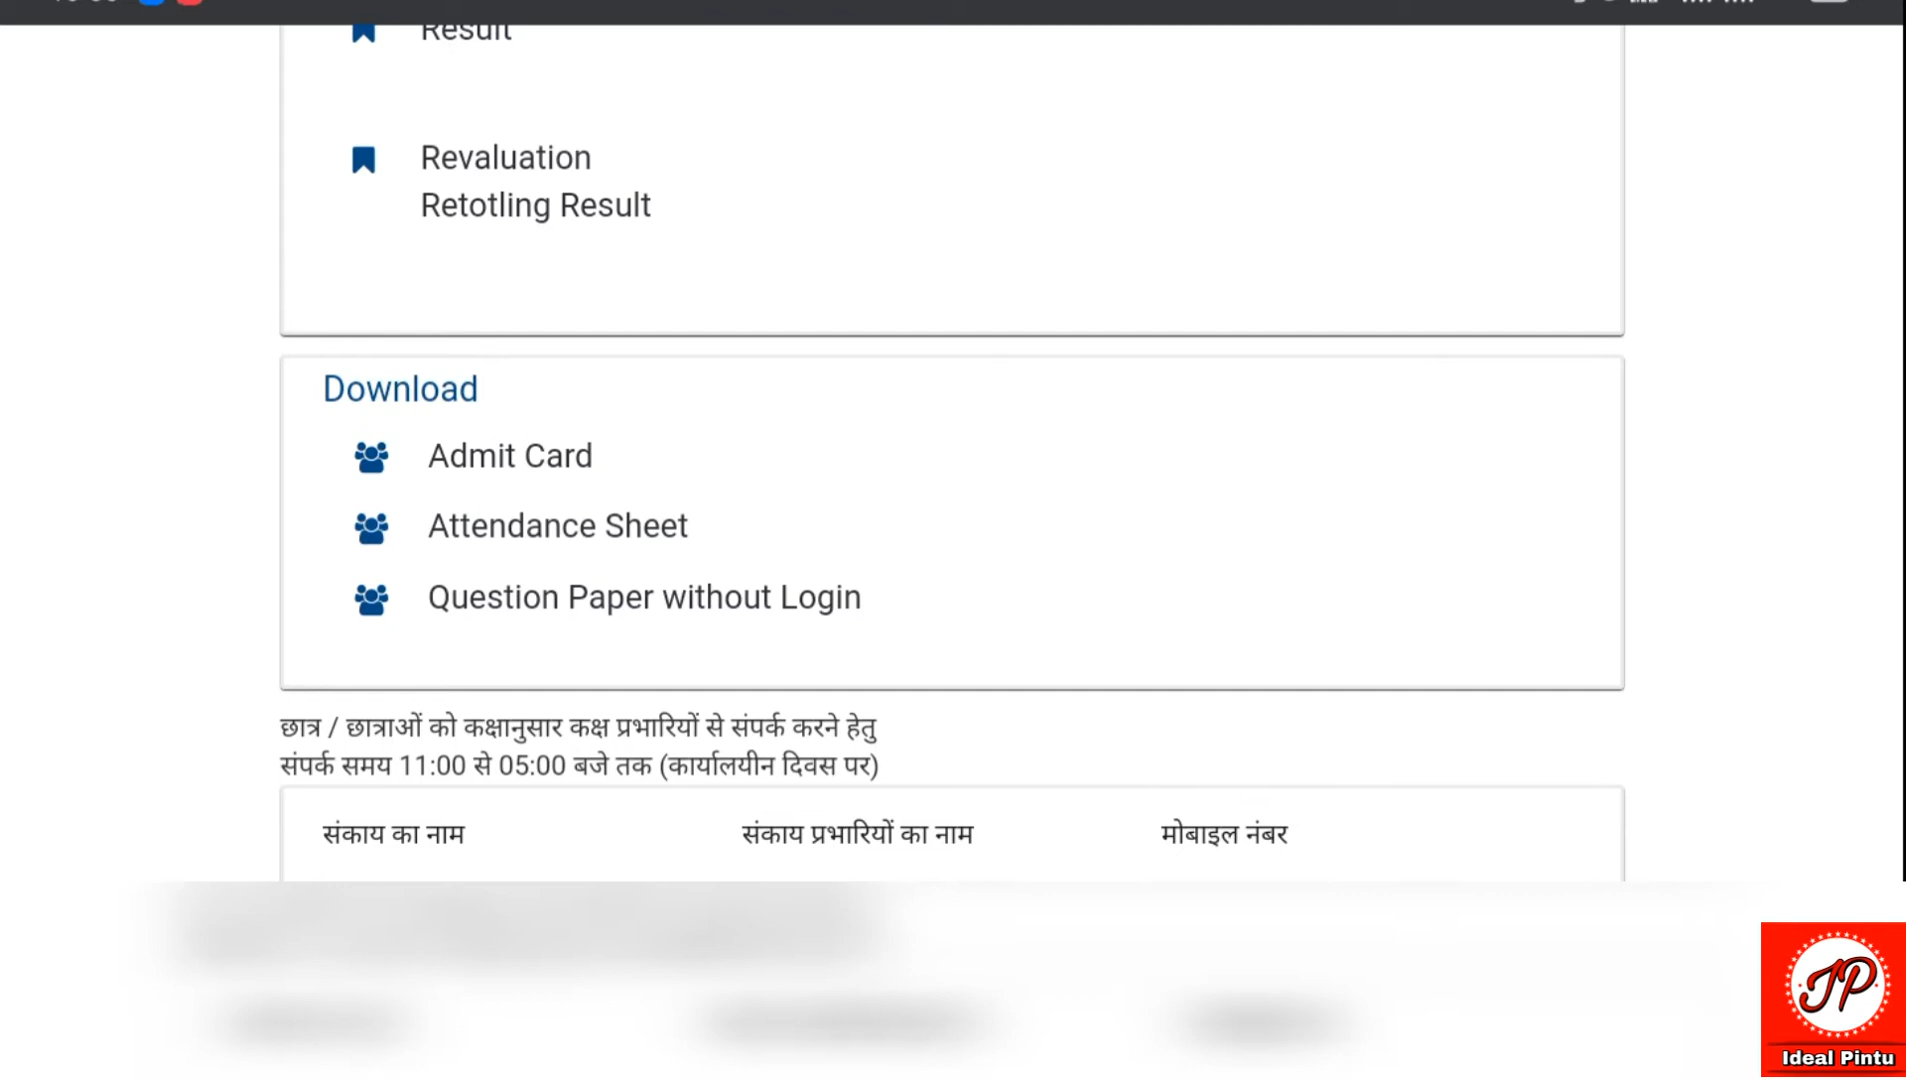 Result
Revaluation
Retotling Result
Download
Admit Card
Attendance Sheet
Question Paper without Login
छात्र / छात्राओं को कक्षानुसार कक्ष प्रभारियों से संपर्क करने हेतु
संपर्क समय 11:00 से 05:00 बजे तक (कार्यालयीन दिवस पर)
संकाय का नाम संकाय प्रभारियों का नाम मोबाइल नंबर
JP
Ideal Pintu